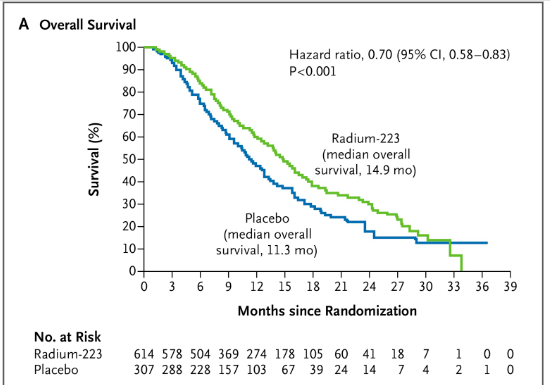 A Overall Survival
100
90
80
70
60
50
40
30
20
10
0
Survival (%)
Hazard ratio, 0.70 (95% CI, 0.58–0.83)
P<0.001
Radium-223
(median overall
survival, 14.9 mo)
Placebo
(median overall
survival, 11.3 mo)
0 3 6 9 12 15 18 21 24 27 30 33 36 39
Months since Randomization
No. at Risk
Radium-223 614 578 504 369 274 178 105 60 41 18 7 1 0 0
Placebo 307 288 228 157 103 67 39 24 14 7 4 2 1 0